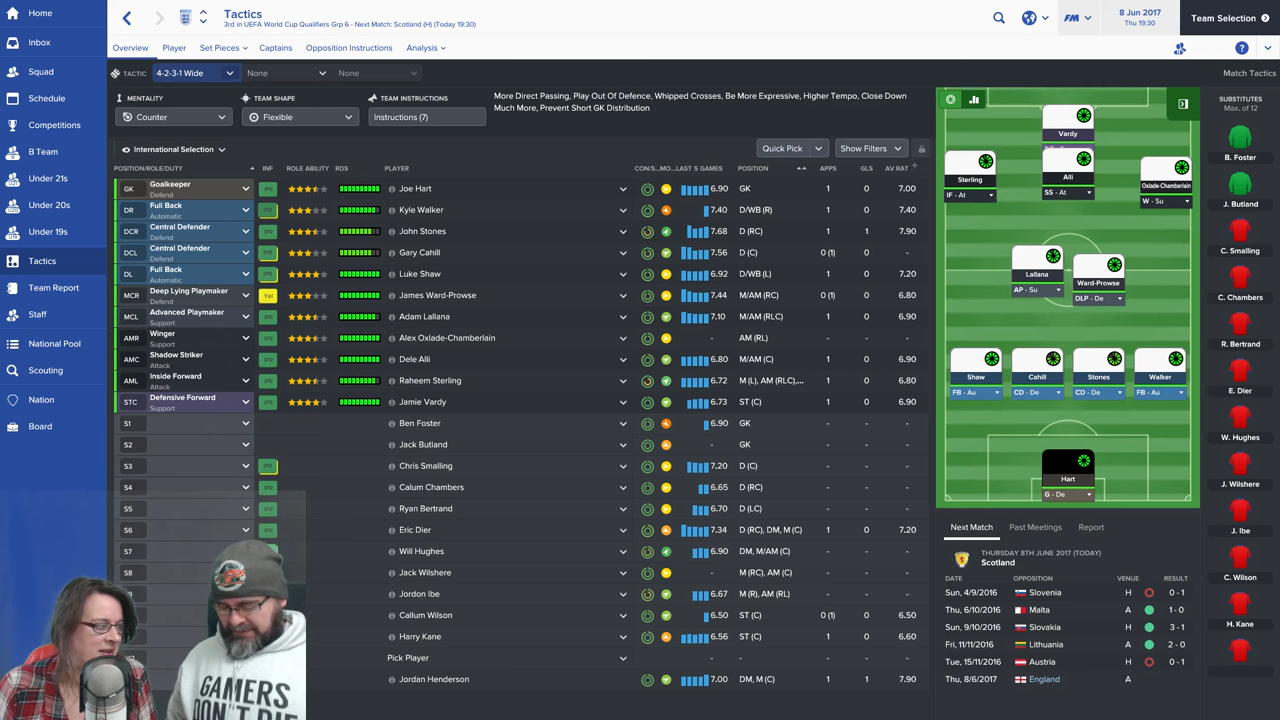 Home
Inbox
Squad
Schedule
Competitions
B Team
Under 21s
Under 20s
Under 19s
Tactics
Team Report
Staff
National Pool
Scouting
Nation
Board
Tactics
3rd in UEFA World Cup Qualifiers Grp 6 - Next Match: Scotland (H) (Today 19:30)
FM
8 Jun 2017
Thu 19:30
Team Selection
Overview Player Set Pieces Captains Opposition Instructions Analysis
TACTIC 4-2-3-1 Wide None None
Match Tactics
MENTALITY TEAM SHAPE TEAM INSTRUCTIONS
Counter Flexible Instructions (7)
More Direct Passing, Play Out Of Defence, Whipped Crosses, Be More Expressive, Higher Tempo, Close Down
Much More, Prevent Short GK Distribution
International Selection Quick Pick Show Filters
POSITION/ROLE/DUTY INF ROLE ABILITY RDS PLAYER CON/S... MO... LAST 5 GAMES POSITION APPS GLS AV RAT
GK Goalkeeper Defend IPR Joe Hart 6.90 GK 1 0 7.00
DR Full Back Automatic IPR Kyle Walker 7.40 D/WB (R) 1 0 7.40
DCR Central Defender Defend IPR John Stones 7.68 D (RC) 1 1 7.90
DCL Central Defender Defend IPR Gary Cahill 7.56 D (C) 0 (1) 0 -
DL Full Back Automatic IPR Luke Shaw 6.92 D/WB (L) 1 0 7.20
MCR Deep Lying Playmaker Defend Yel James Ward-Prowse 7.44 M/AM (RC) 0 (1) 0 6.80
MCL Advanced Playmaker Support IPR Adam Lallana 7.10 M/AM (RLC) 1 0 6.90
AMR Winger Support IPR Alex Oxlade-Chamberlain - AM (RL) - - -
AMC Shadow Striker Attack IPR Dele Alli 6.80 M/AM (C) 1 0 6.90
AML Inside Forward Attack IPR Raheem Sterling 6.72 M (L), AM (RLC),... 1 0 6.80
STC Defensive Forward Support IPR Jamie Vardy 6.73 ST (C) 1 0 6.90
S1 Ben Foster 6.90 GK - - -
S2 Jack Butland - GK - - -
S3 IPR Chris Smalling 7.20 D (C) - - -
S4 IPR Calum Chambers 6.65 D (RC) - - -
S5 IPR Ryan Bertrand 6.70 D (LC) - - -
S6 IPR Eric Dier 7.34 D (RC), DM, M (C) 1 0 7.20
S7 Will Hughes 6.90 DM, M/AM (C) - - -
S8 Jack Wilshere - M (RC), AM (C) - - -
Jordon Ibe 6.67 M (R), AM (RL) - - -
Callum Wilson 6.50 ST (C) 0 (1) 0 6.50
Harry Kane 6.56 ST (C) 1 0 6.60
Pick Player - - - -
Jordan Henderson 7.00 DM, M (C) 1 1 7.90
Vardy
Sterling
IF - At
Alli
SS - At
Oxlade-Chamberlain
W - Su
Lallana
AP - Su
Ward-Prowse
DLP - De
Shaw Cahill Stones Walker
FB - Au CD - De CD - De FB - Au
Hart
G - De
SUBSTITUTES
Max. of 12
B. Foster
J. Butland
C. Smalling
C. Chambers
R. Bertrand
E. Dier
W. Hughes
J. Wilshere
J. Ibe
C. Wilson
H. Kane
Next Match Past Meetings Report
THURSDAY 8TH JUNE 2017 (TODAY)
Scotland
DATE OPPOSITION VENUE RESULT
Sun, 4/9/2016 Slovenia H 0 - 1
Thu, 6/10/2016 Malta A 1 - 0
Sun, 9/10/2016 Slovakia H 3 - 1
Fri, 11/11/2016 Lithuania A 2 - 0
Tue, 15/11/2016 Austria H 0 - 1
Thu, 8/6/2017 England A
GAMERS
DON'T DIE